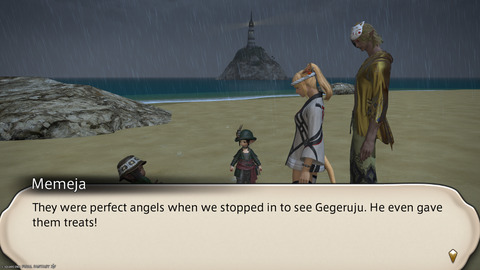 Memeja
They were perfect angels when we stopped in to see Gegeruju. He even gave
them treats!